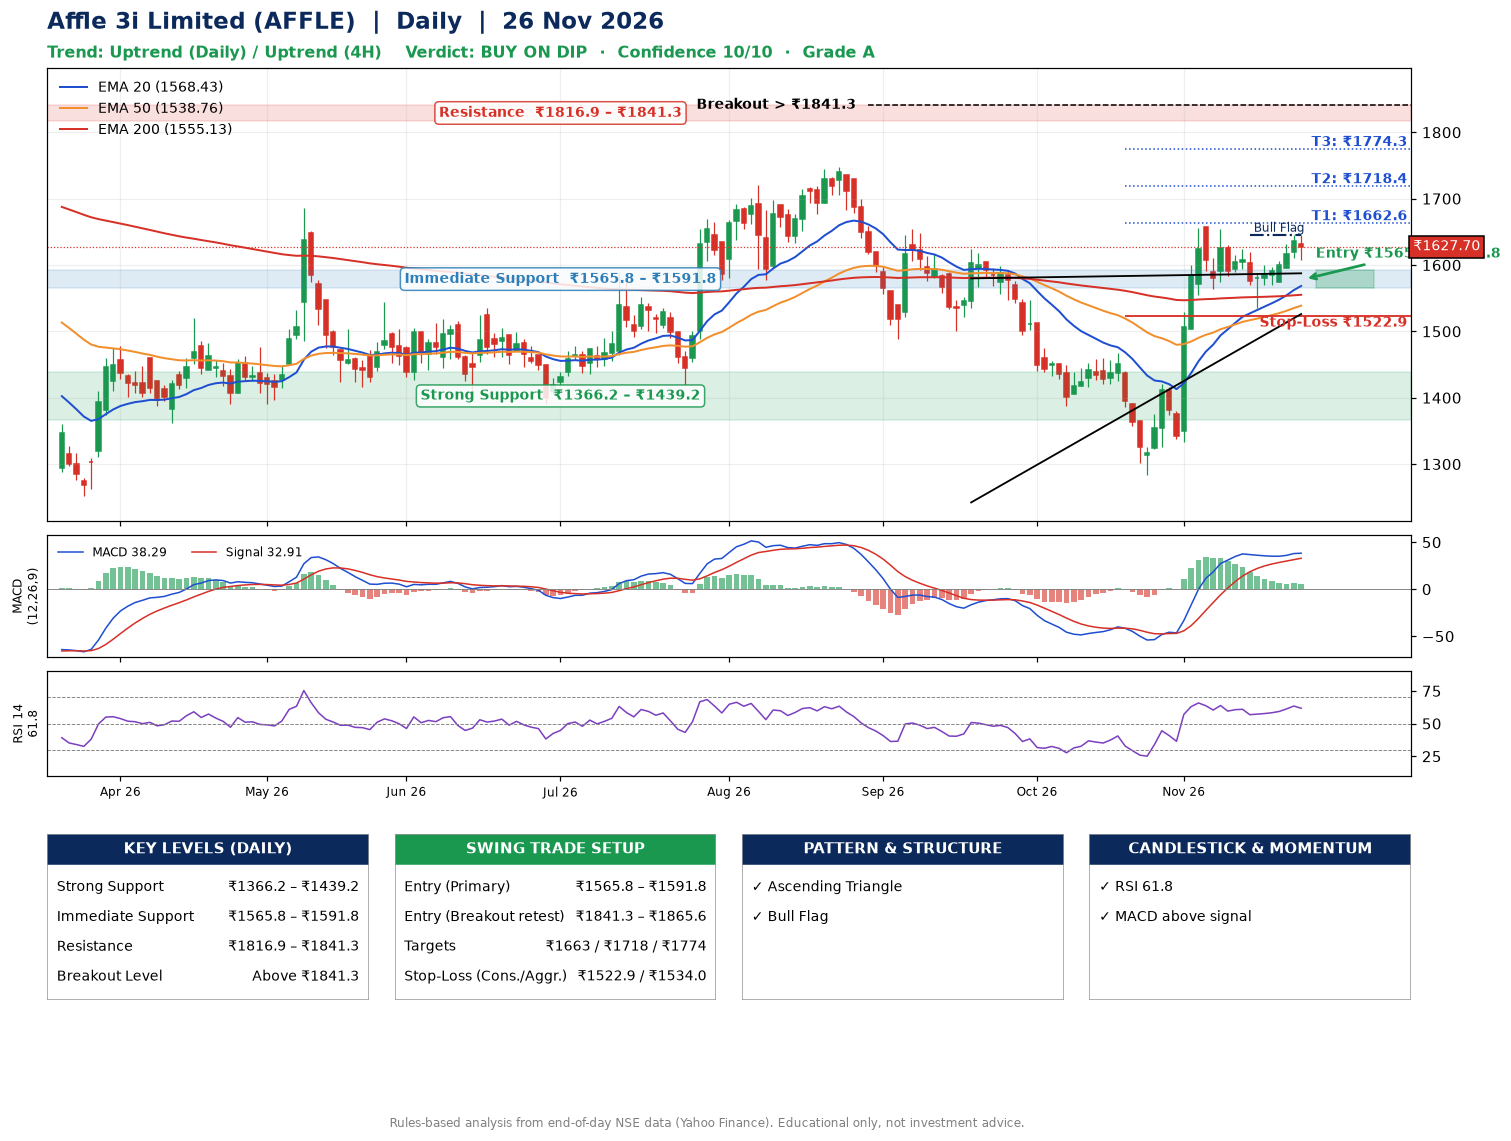 Affle 3i Limited (AFFLE)  |  Daily  |  26 Nov 2026
Trend: Uptrend (Daily) / Uptrend (4H)    Verdict: BUY ON DIP  ·  Confidence 10/10  ·  Grade A
EMA 20 (1568.43)
EMA 50 (1538.76)
EMA 200 (1555.13)
Resistance  ₹1816.9 – ₹1841.3
Breakout > ₹1841.3
T3: ₹1774.3
T2: ₹1718.4
T1: ₹1662.6
Bull Flag
₹1627.70
Entry ₹1565
.8
Immediate Support  ₹1565.8 – ₹1591.8
Stop-Loss ₹1522.9
Strong Support  ₹1366.2 – ₹1439.2
1800
1700
1600
1500
1400
1300
MACD 38.29
Signal 32.91
MACD
(12,26,9)
50
0
−50
RSI 14
61.8
75
50
25
Apr 26
May 26
Jun 26
Jul 26
Aug 26
Sep 26
Oct 26
Nov 26
KEY LEVELS (DAILY)
Strong Support ₹1366.2 – ₹1439.2
Immediate Support ₹1565.8 – ₹1591.8
Resistance ₹1816.9 – ₹1841.3
Breakout Level Above ₹1841.3
SWING TRADE SETUP
Entry (Primary) ₹1565.8 – ₹1591.8
Entry (Breakout retest) ₹1841.3 – ₹1865.6
Targets ₹1663 / ₹1718 / ₹1774
Stop-Loss (Cons./Aggr.) ₹1522.9 / ₹1534.0
PATTERN & STRUCTURE
✓ Ascending Triangle
✓ Bull Flag
CANDLESTICK & MOMENTUM
✓ RSI 61.8
✓ MACD above signal
Rules-based analysis from end-of-day NSE data (Yahoo Finance). Educational only, not investment advice.